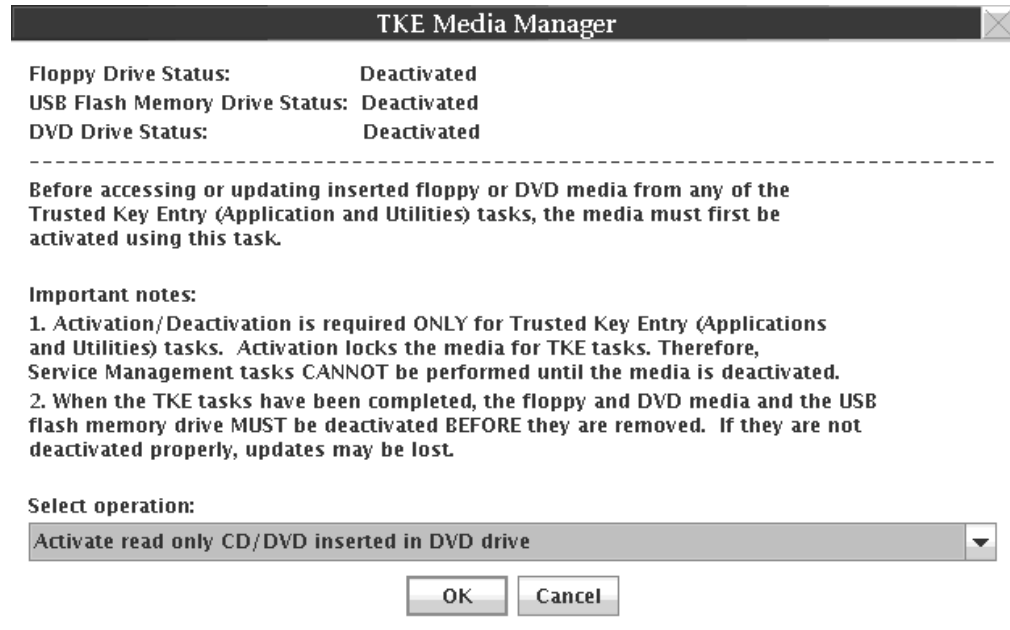 TKE Media Manager
Floppy Drive Status: Deactivated
USB Flash Memory Drive Status: Deactivated
DVD Drive Status: Deactivated
Before accessing or updating inserted floppy or DVD media from any of the
Trusted Key Entry (Application and Utilities) tasks, the media must first be
activated using this task.
Important notes:
1. Activation/Deactivation is required ONLY for Trusted Key Entry (Applications
and Utilities) tasks. Activation locks the media for TKE tasks. Therefore,
Service Management tasks CANNOT be performed until the media is deactivated.
2. When the TKE tasks have been completed, the floppy and DVD media and the USB
flash memory drive MUST be deactivated BEFORE they are removed. If they are not
deactivated properly, updates may be lost.
Select operation:
Activate read only CD/DVD inserted in DVD drive
OK Cancel